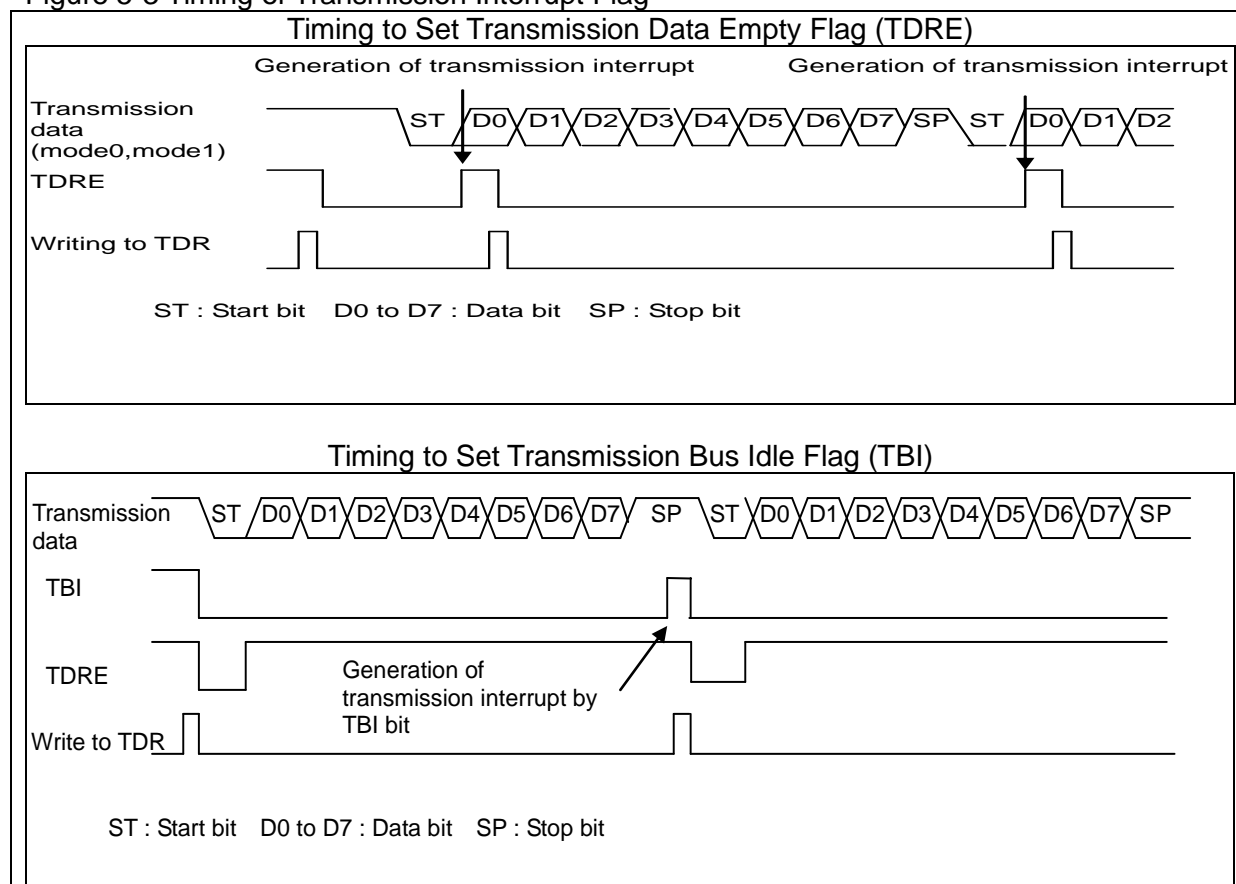 Timing to Set Transmission Data Empty Flag (TDRE)
Generation of transmission interrupt Generation of transmission interrupt
Transmission
data
(mode0,mode1)
ST D0 D1 D2 D3 D4 D5 D6 D7 SP ST D0 D1 D2
TDRE
Writing to TDR
ST : Start bit D0 to D7 : Data bit SP : Stop bit
Timing to Set Transmission Bus Idle Flag (TBI)
Transmission
data
ST D0 D1 D2 D3 D4 D5 D6 D7 SP ST D0 D1 D2 D3 D4 D5 D6 D7 SP
TBI
TDRE
Generation of
transmission interrupt by
TBI bit
Write to TDR
ST : Start bit D0 to D7 : Data bit SP : Stop bit